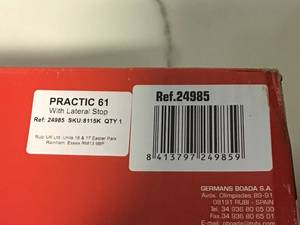 PRACTIC 61
With Lateral Stop
Ref: 24985 SKU:8115K QTY 1
Rubi UK Ltd. Units 16 & 17 Easter Park
Rainham, Essex RM13 9BP
Ref.24985
8 413797 249859
GERMANS BOADA S.A.
Avda. Olimpiades 89-91
08191 RUBI - SPAIN
Tel. 34 936 80 65 00
Fax. 34 936 80 65 01